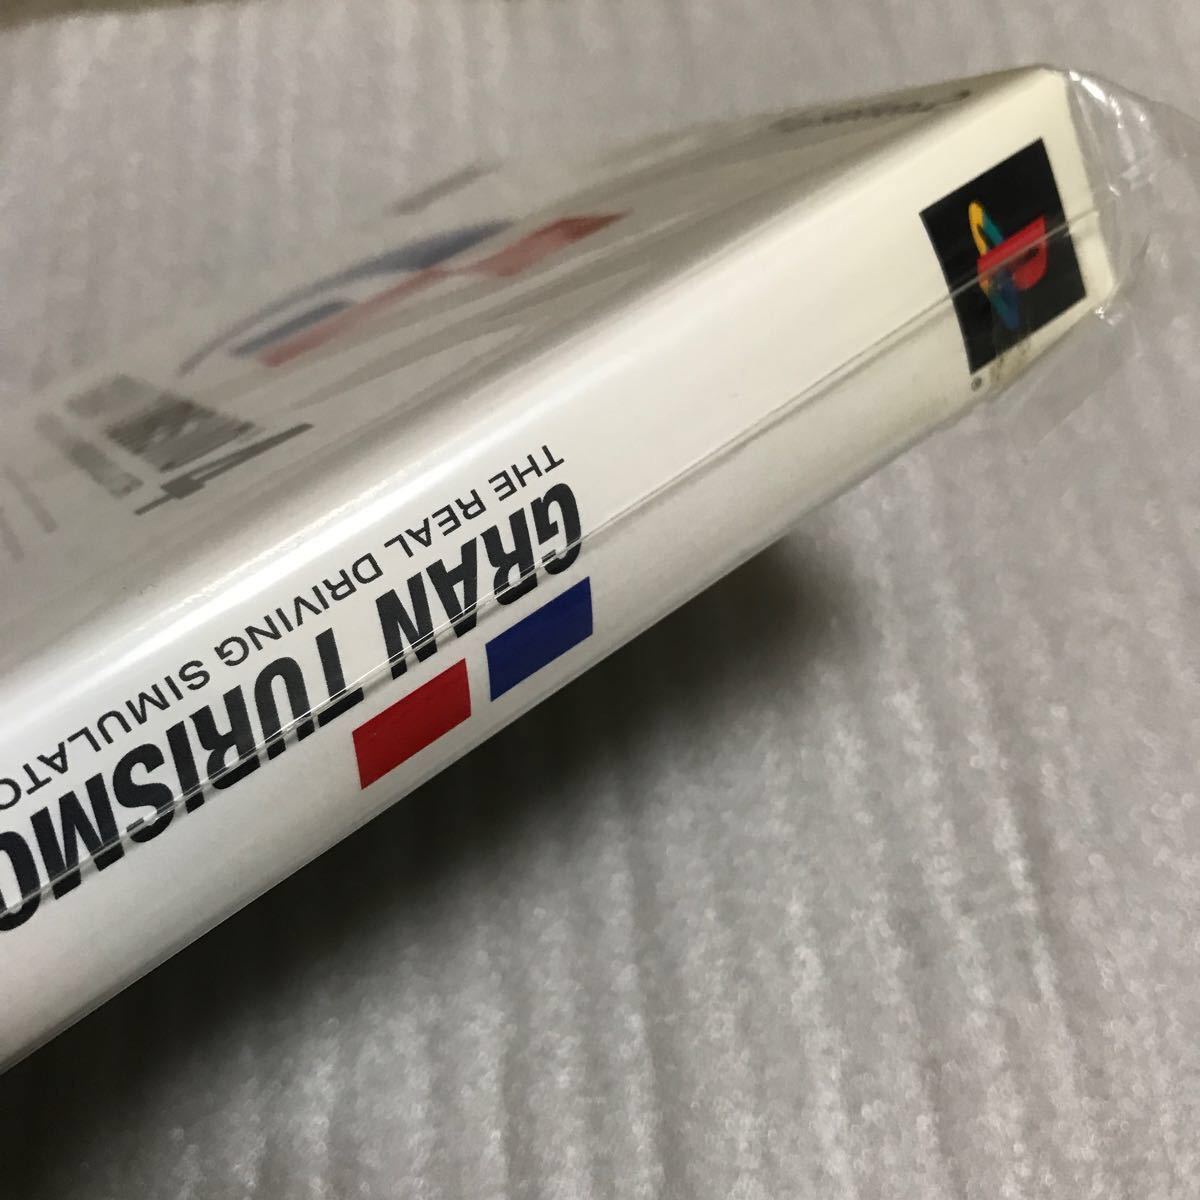 GRAN TURISMO
THE REAL DRIVING SIMULATO
®